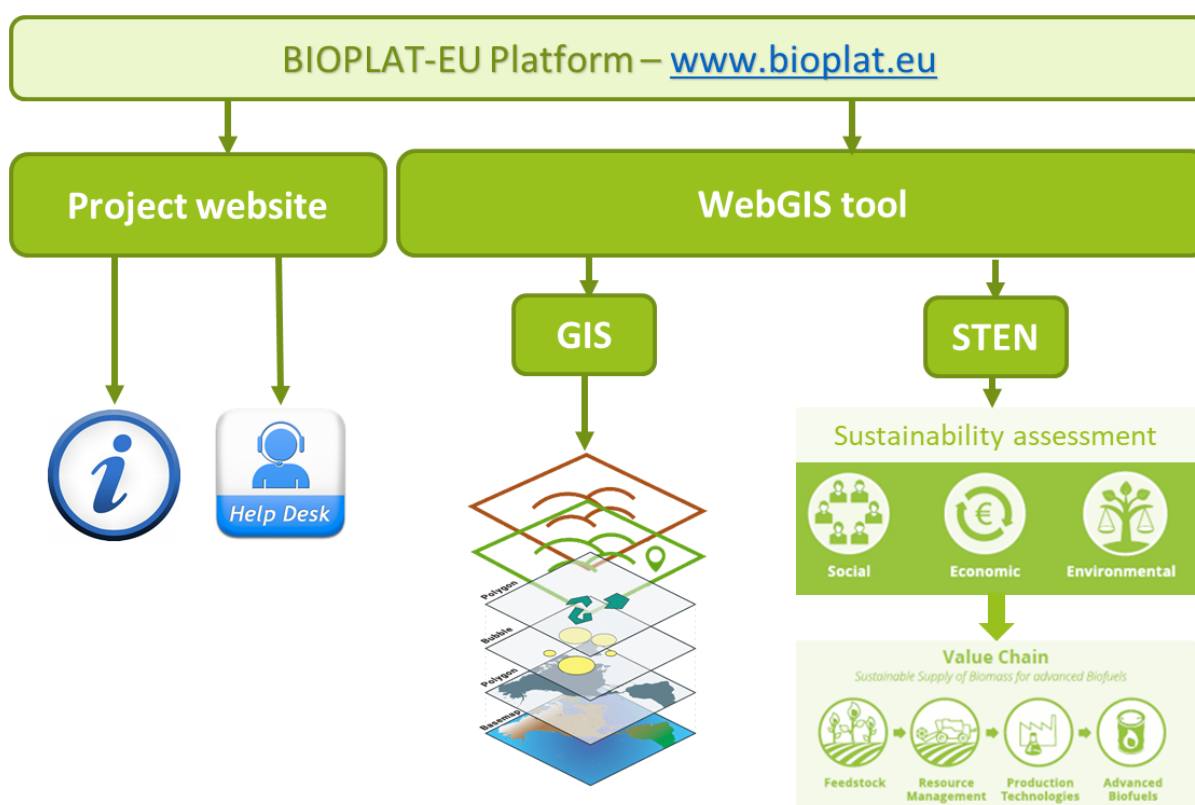 BIOPLAT-EU Platform – www.bioplat.eu
Project website
WebGIS tool
GIS
STEN
i
Help Desk
Polygon
Bubble
Polygon
Basemap
Sustainability assessment
Social
Economic
Environmental
€
Value Chain
Sustainable Supply of Biomass for advanced Biofuels
Feedstock
Resource
Management
Production
Technologies
Advanced
Biofuels